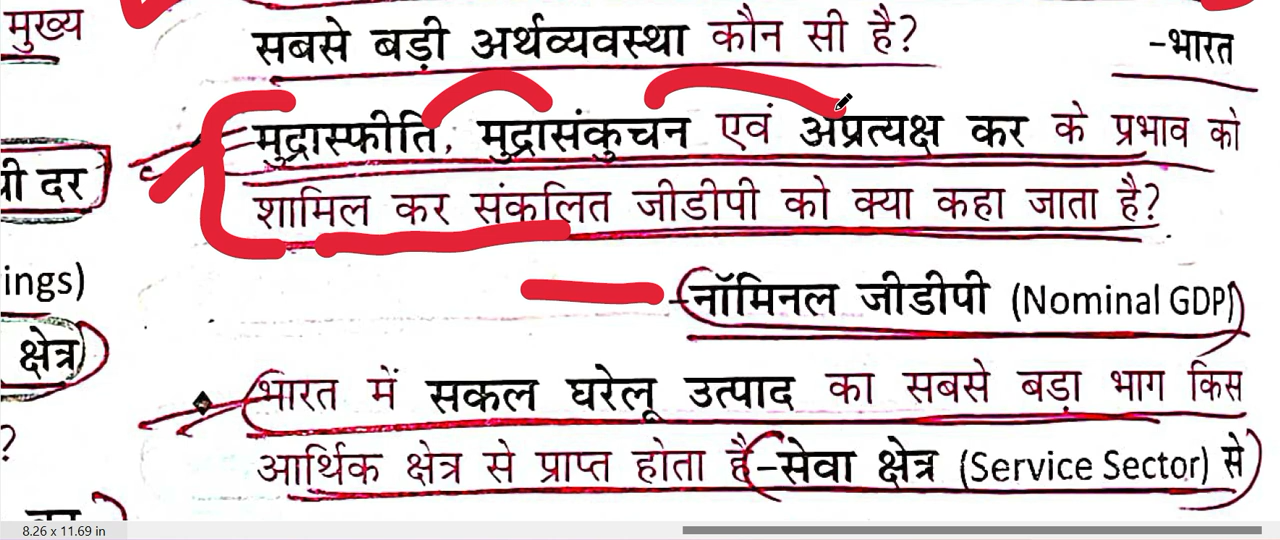 मुख्य
सबसे बड़ी अर्थव्यवस्था कौन सी है?
-भारत
मुद्रास्फीति, मुद्रासंकुचन एवं अप्रत्यक्ष कर के प्रभाव को
दर
शामिल कर संकलित जीडीपी को क्या कहा जाता है?
ings)
-नॉमिनल जीडीपी (Nominal GDP)
क्षेत्र
भारत में सकल घरेलू उत्पाद का सबसे बड़ा भाग किस
?
आर्थिक क्षेत्र से प्राप्त होता है-सेवा क्षेत्र (Service Sector) से
8.26 x 11.69 in